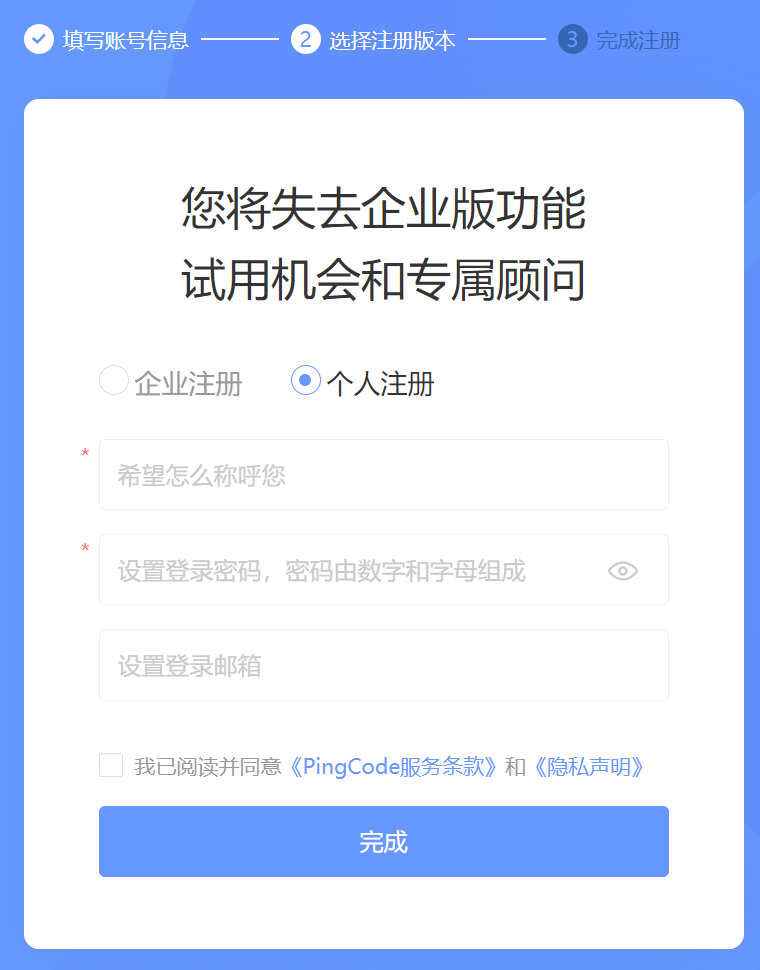 填写账号信息 2 选择注册版本 3 完成注册
您将失去企业版功能
试用机会和专属顾问
企业注册 个人注册
* 希望怎么称呼您
* 设置登录密码，密码由数字和字母组成
设置登录邮箱
我已阅读并同意《PingCode服务条款》和《隐私声明》
完成